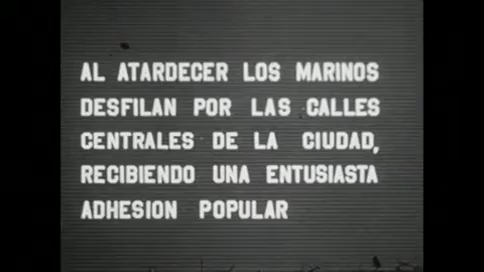 AL ATARDECER LOS MARINOS
DESFILAN POR LAS CALLES
CENTRALES DE LA CIUDAD,
RECIBIENDO UNA ENTUSIASTA
ADHESION POPULAR